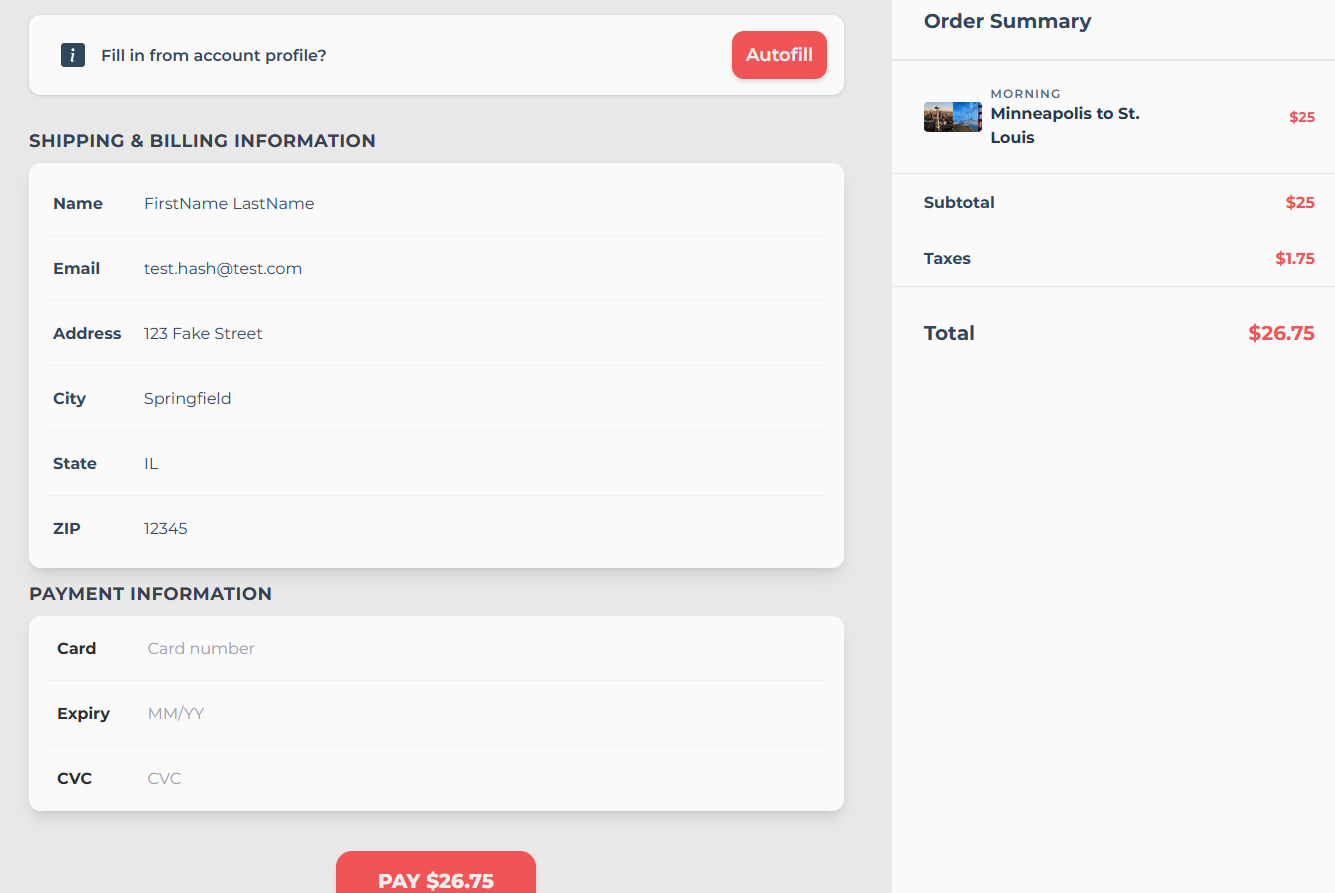 i Fill in from account profile? Autofill
SHIPPING & BILLING INFORMATION
Name FirstName LastName
Email test.hash@test.com
Address 123 Fake Street
City Springfield
State IL
ZIP 12345
PAYMENT INFORMATION
Card Card number
Expiry MM/YY
CVC CVC
PAY $26.75
Order Summary
MORNING
Minneapolis to St.
Louis
$25
Subtotal $25
Taxes $1.75
Total $26.75